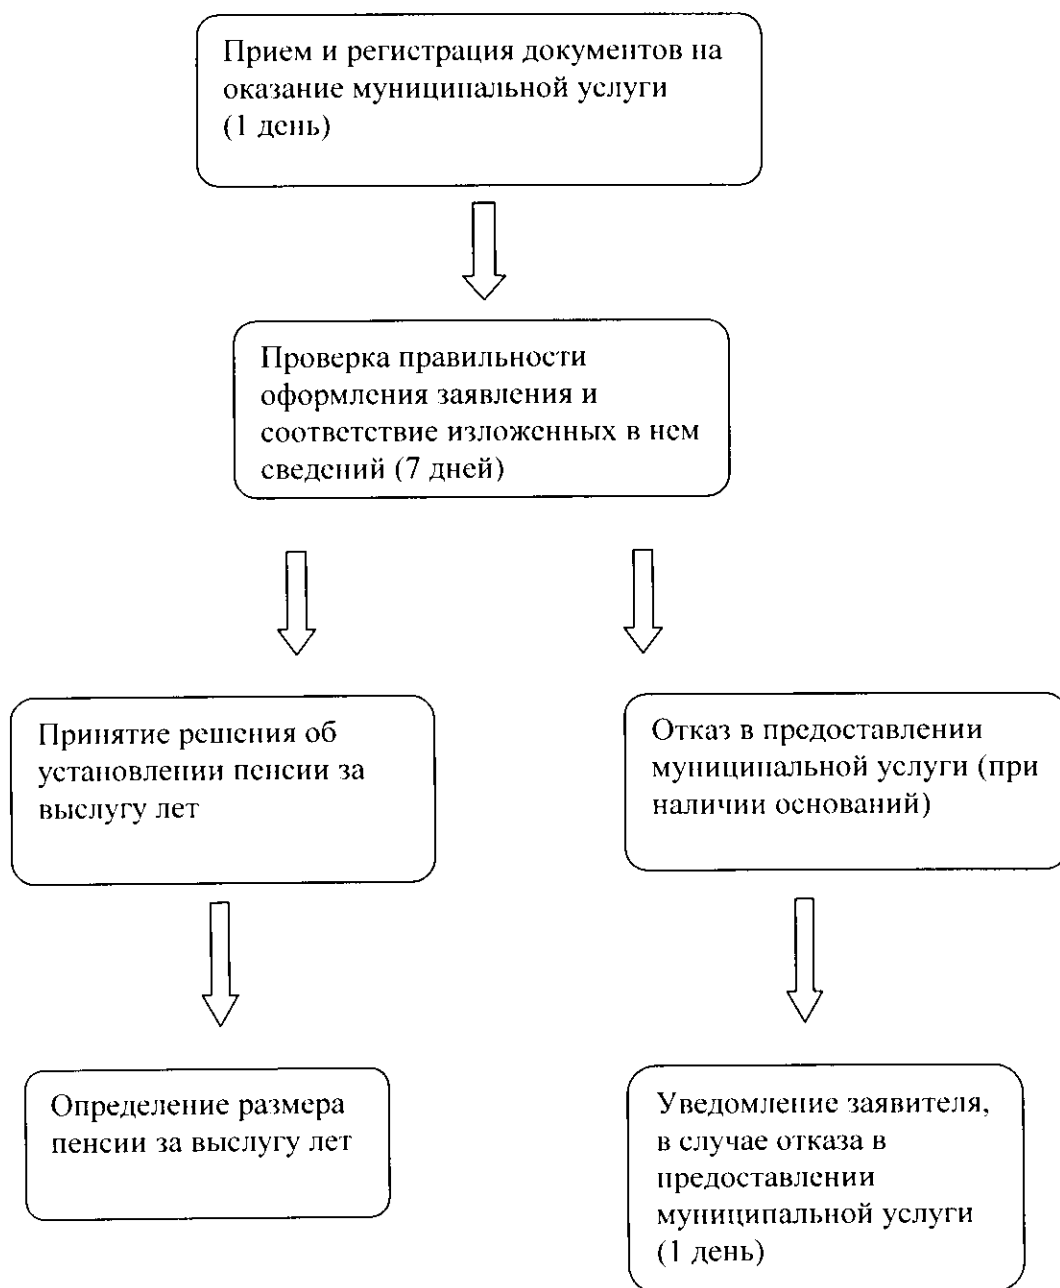 Прием и регистрация документов на
оказание муниципальной услуги
(1 день)
Проверка правильности
оформления заявления и
соответствие изложенных в нем
сведений (7 дней)
Принятие решения об
установлении пенсии за
выслугу лет
Отказ в предоставлении
муниципальной услуги (при
наличии оснований)
Определение размера
пенсии за выслугу лет
Уведомление заявителя,
в случае отказа в
предоставлении
муниципальной услуги
(1 день)